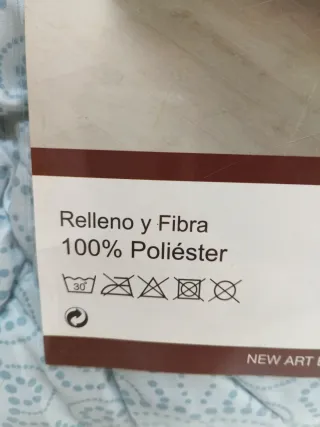 Relleno y Fibra
100% Poliéster
30°
NEW ART